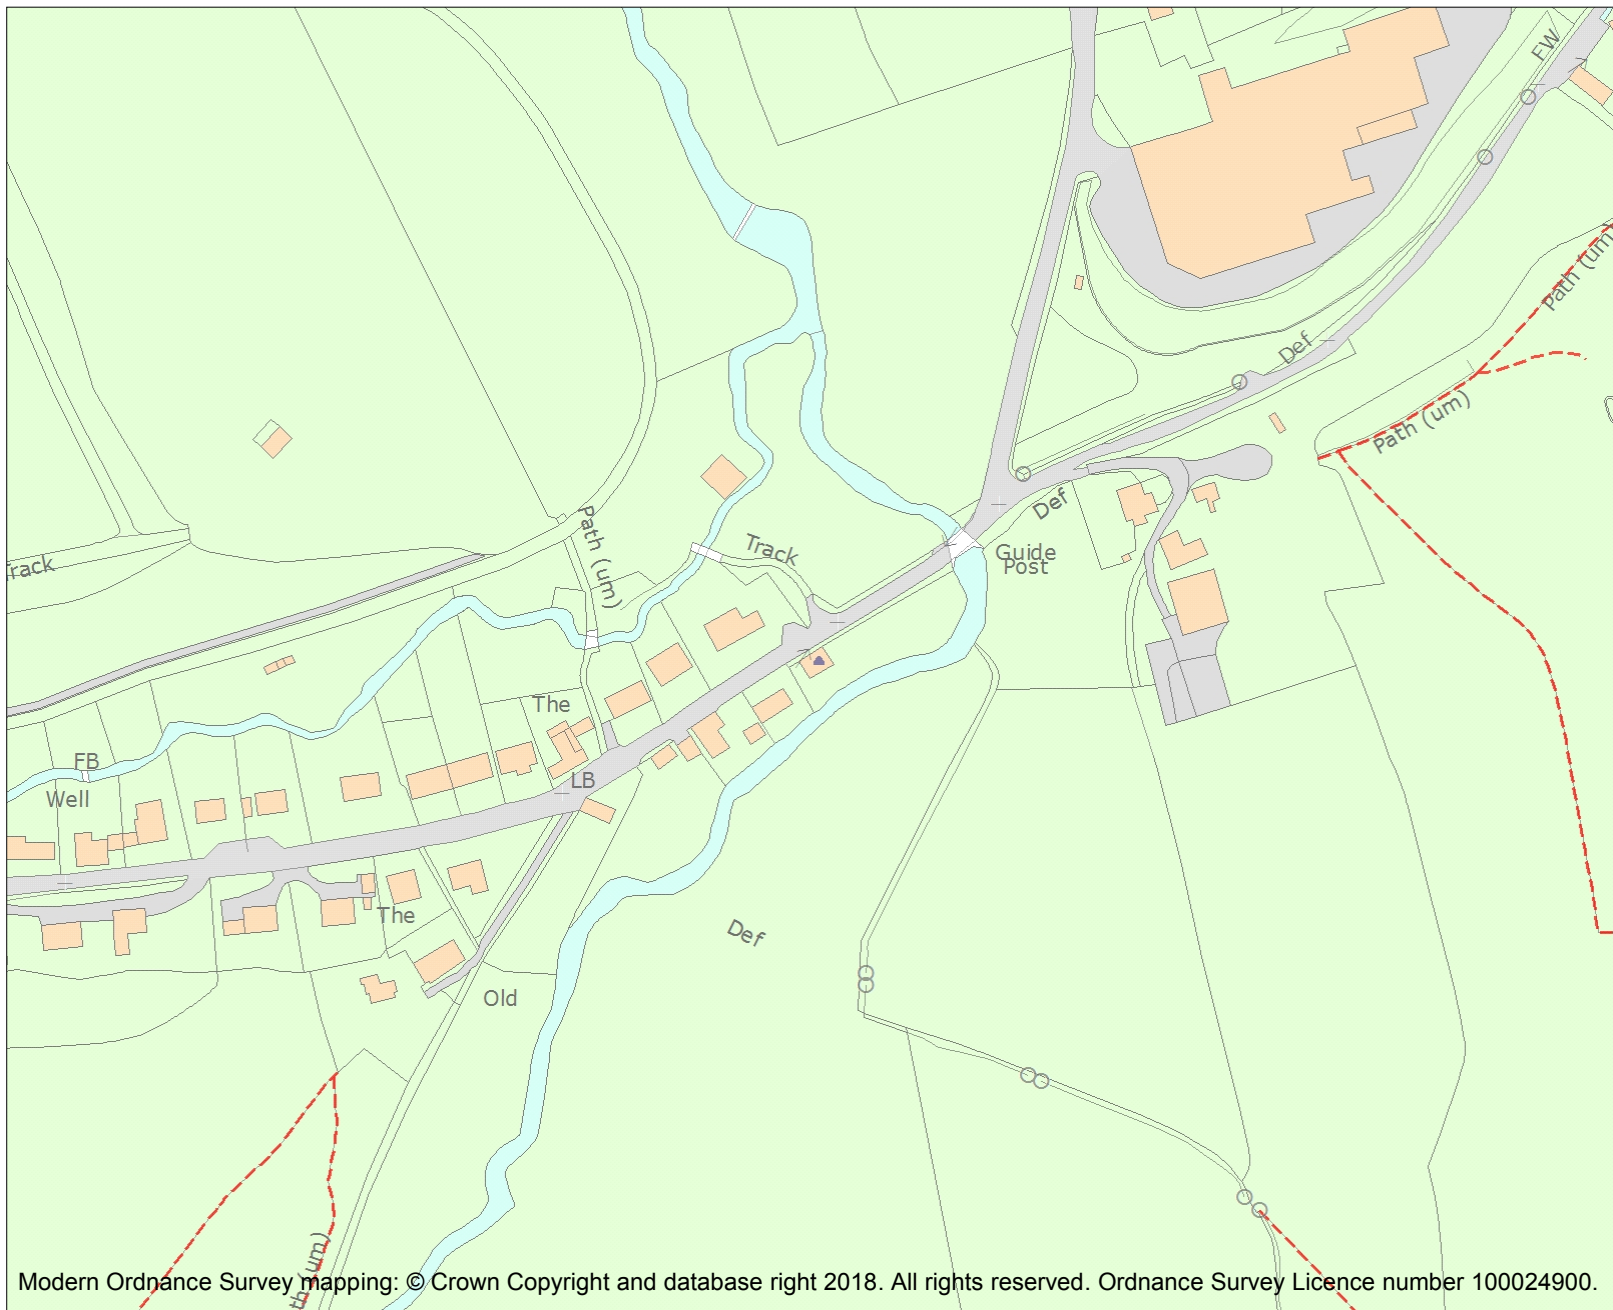 FW
Path (um)
Def
Path (um)
Def
Guide
Post
Path (um)
Track
Track
The
FB
LB
Well
The
Def
Old
th (um)
Modern Ordnance Survey mapping: © Crown Copyright and database right 2018. All rights reserved. Ordnance Survey Licence number 100024900.